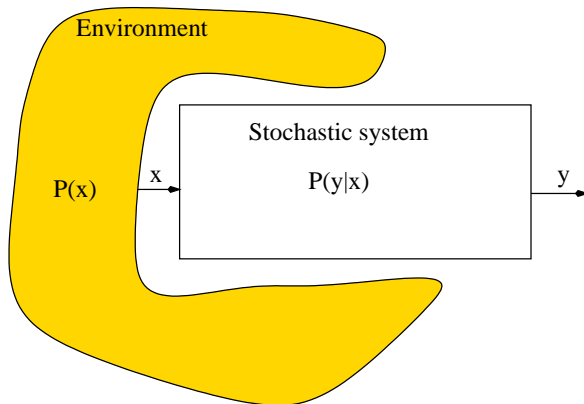 Environment
Stochastic system
P(x)
x
P(y|x)
y